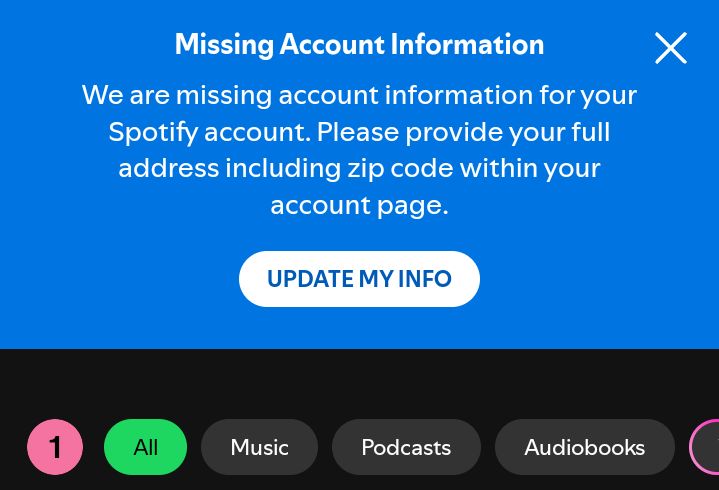 Missing Account Information
We are missing account information for your
Spotify account. Please provide your full
address including zip code within your
account page.
UPDATE MY INFO
1 All Music Podcasts Audiobooks